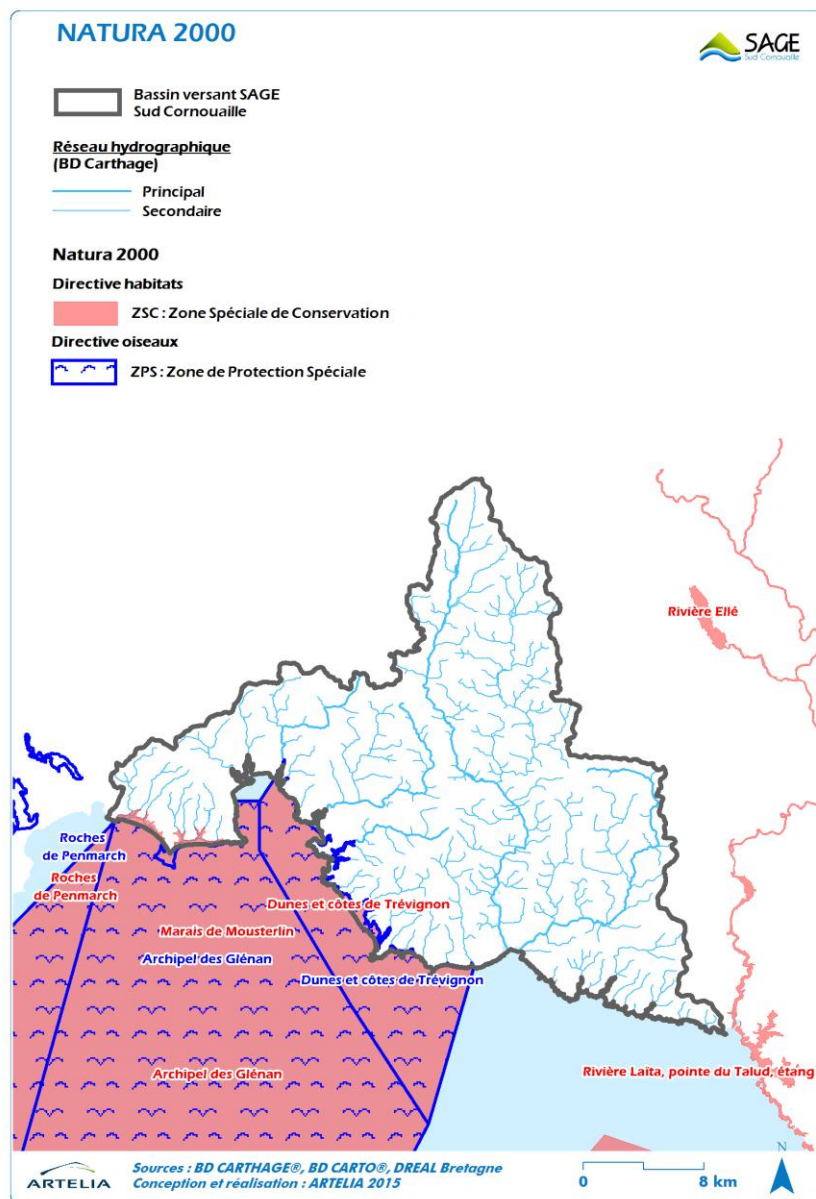 NATURA 2000
SAGE
Sud Cornouaille
Bassin versant SAGE
Sud Cornouaille
Réseau hydrographique
(BD Carthage)
Principal
Secondaire
Natura 2000
Directive habitats
ZSC : Zone Spéciale de Conservation
Directive oiseaux
ZPS : Zone de Protection Spéciale
Rivière Ellé
Roches
de Penmarch
Roches
de Penmarch
Dunes et côtes de Trévignon
Marais de Mousterlin
Archipel des Glénan
Dunes et côtes de Trévignon
Archipel des Glénan
Rivière Laïta, pointe du Talud, étang
ARTELIA
Sources : BD CARTHAGE®, BD CARTO®, DREAL Bretagne
Conception et réalisation : ARTELIA 2015
0 8 km
N